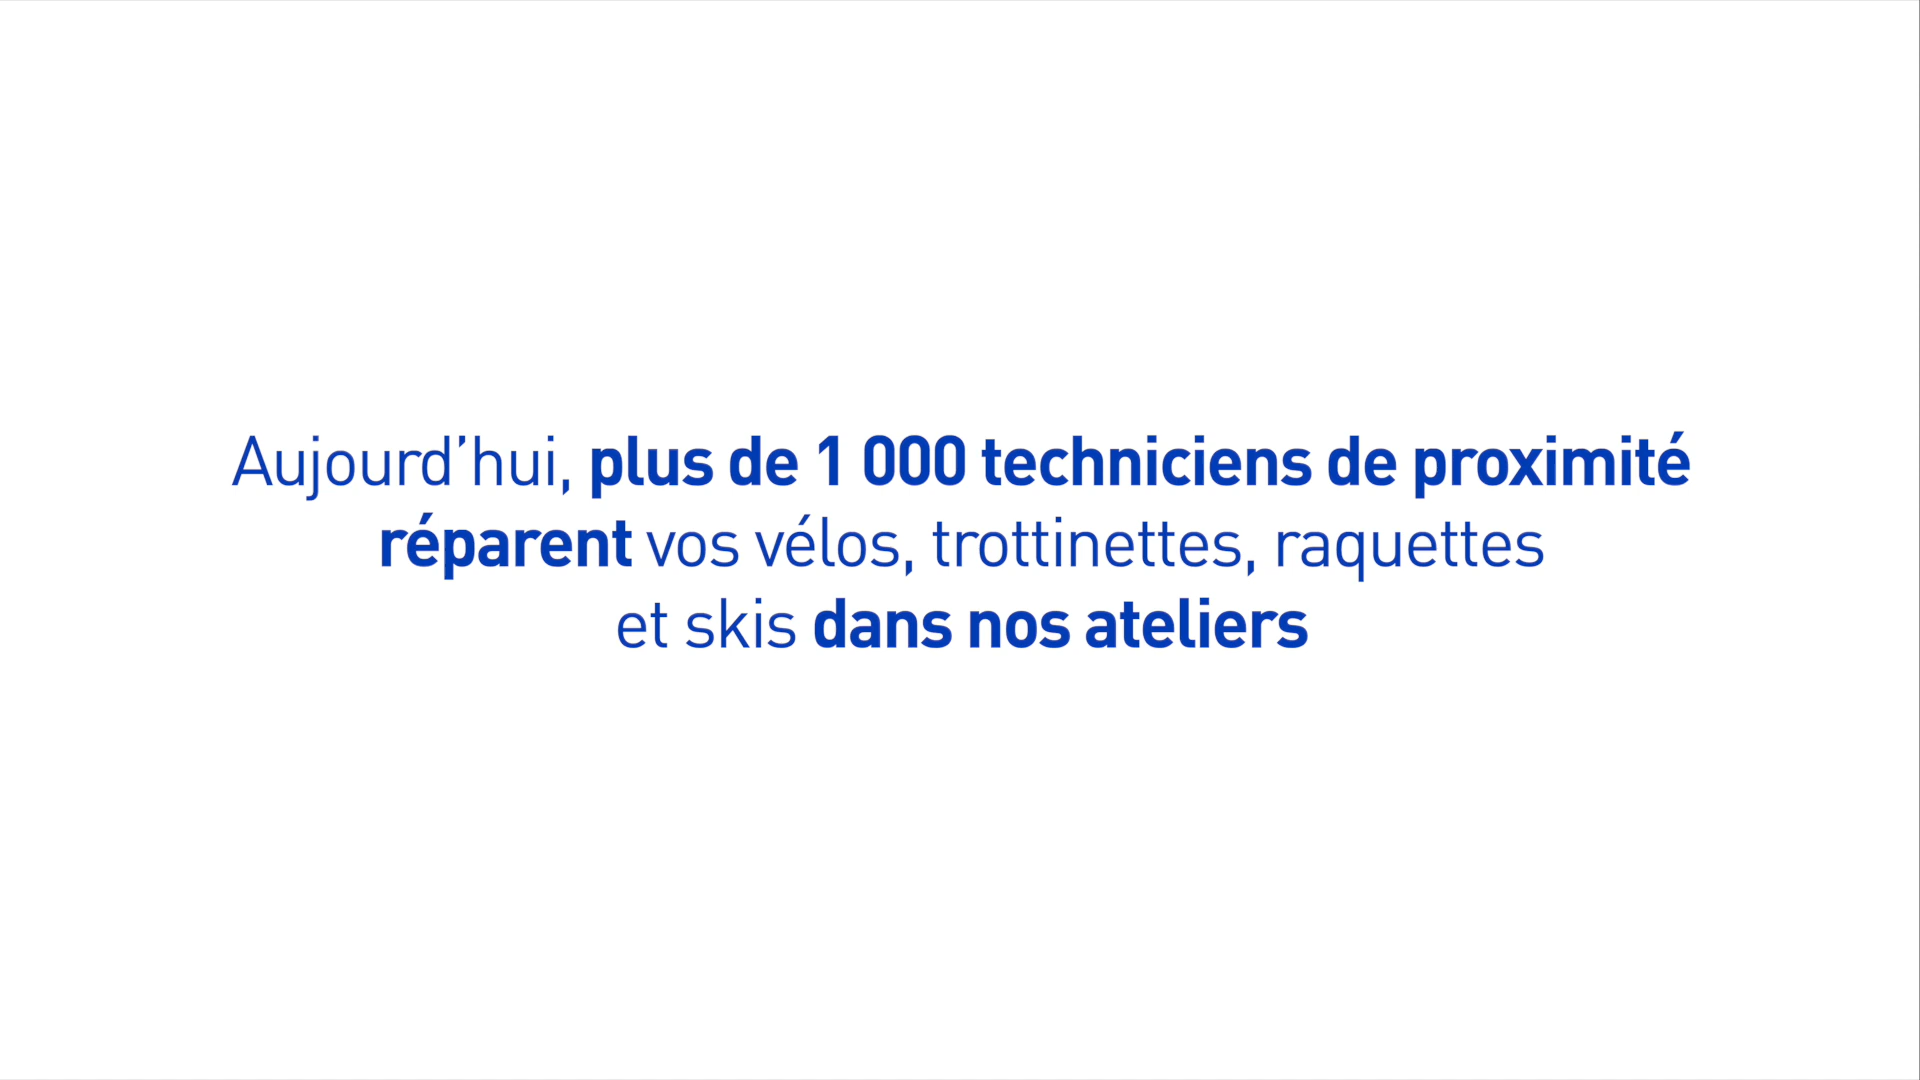 Aujourd’hui, plus de 1 000 techniciens de proximité
réparent vos vélos, trottinettes, raquettes
et skis dans nos ateliers